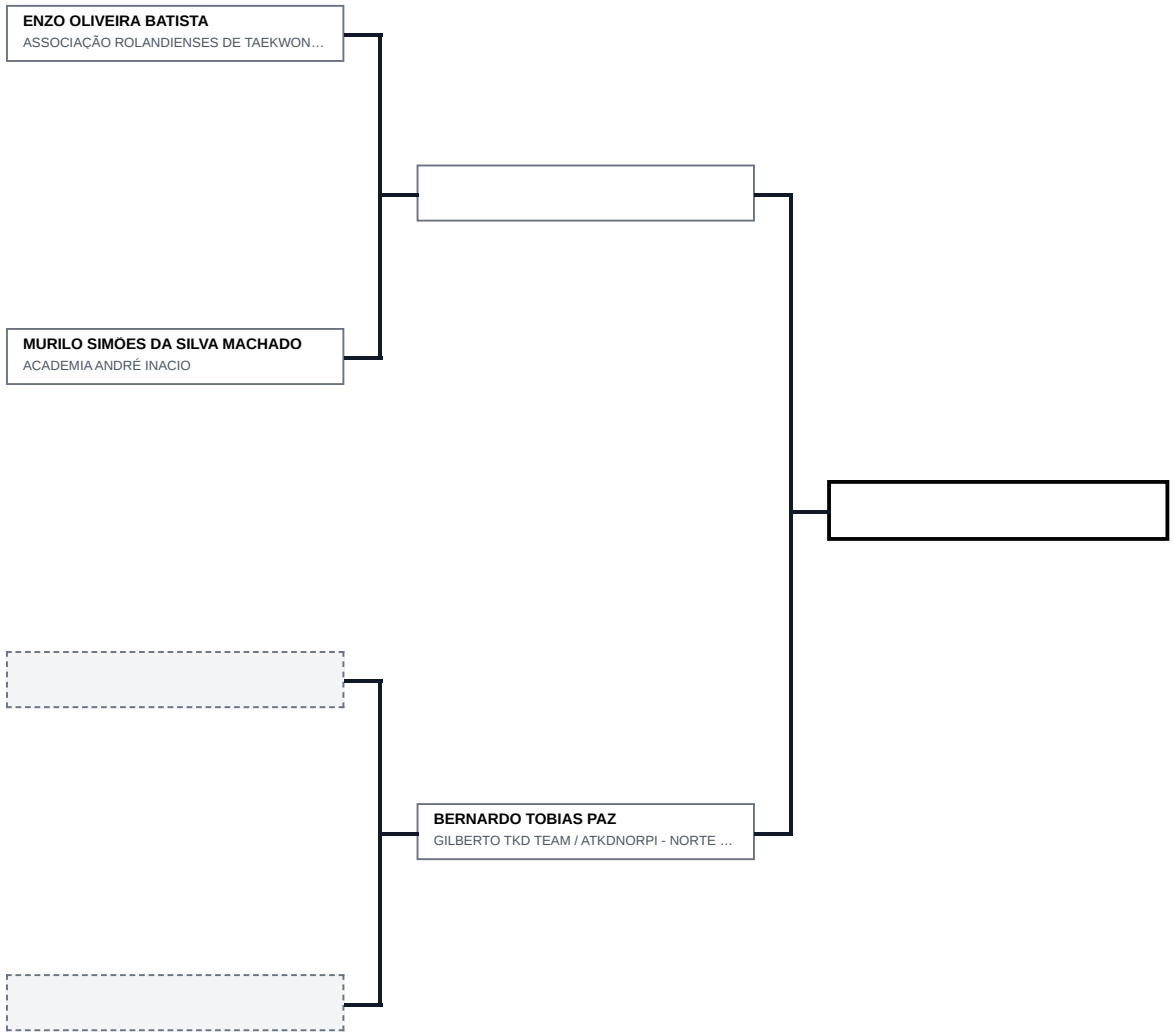 ENZO OLIVEIRA BATISTA
ASSOCIAÇÃO ROLANDIENSES DE TAEKWON…
MURILO SIMÕES DA SILVA MACHADO
ACADEMIA ANDRÉ INACIO
BERNARDO TOBIAS PAZ
GILBERTO TKD TEAM / ATKDNORPI - NORTE …